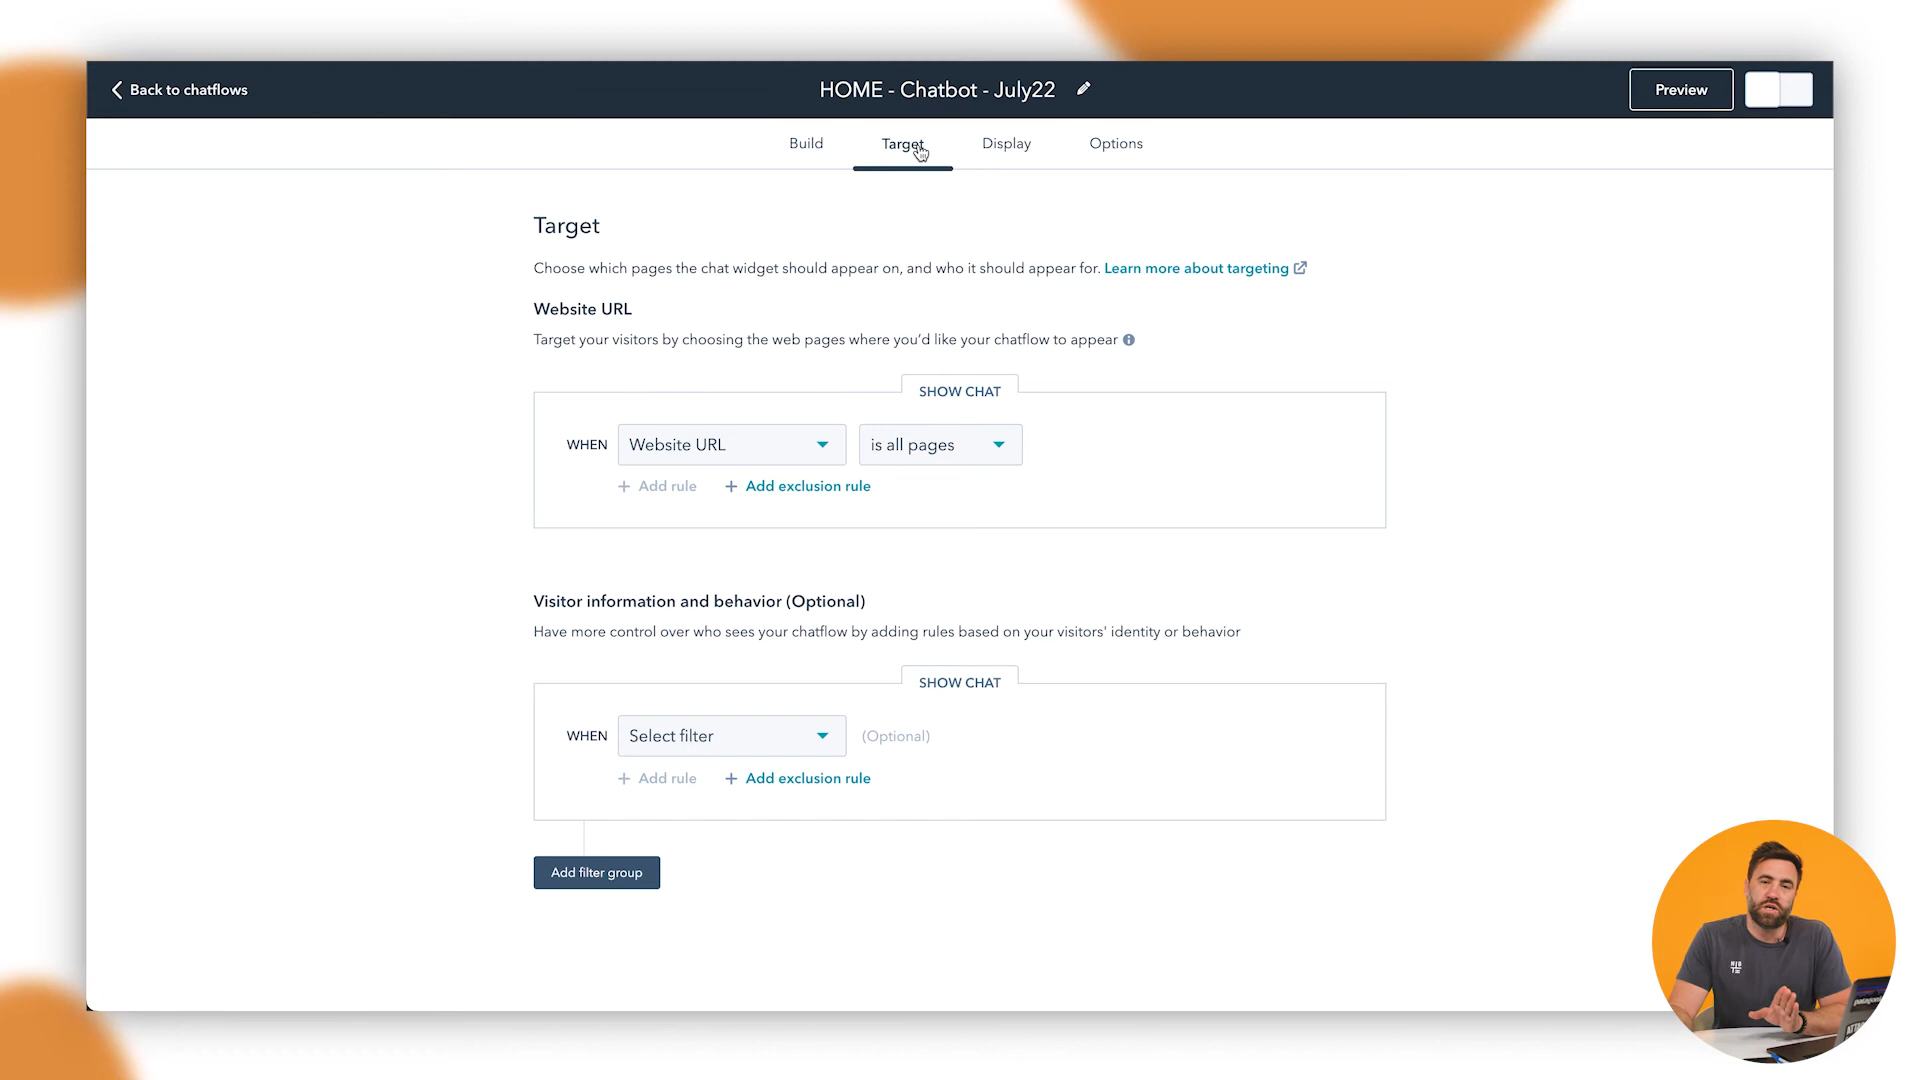 Back to chatflows
HOME - Chatbot - July22
Preview
Build
Target
Display
Options
Target
Choose which pages the chat widget should appear on, and who it should appear for. Learn more about targeting
Website URL
Target your visitors by choosing the web pages where you'd like your chatflow to appear
SHOW CHAT
WHEN Website URL is all pages
+ Add rule + Add exclusion rule
Visitor information and behavior (Optional)
Have more control over who sees your chatflow by adding rules based on your visitors' identity or behavior
SHOW CHAT
WHEN Select filter (Optional)
+ Add rule + Add exclusion rule
Add filter group
patagonia